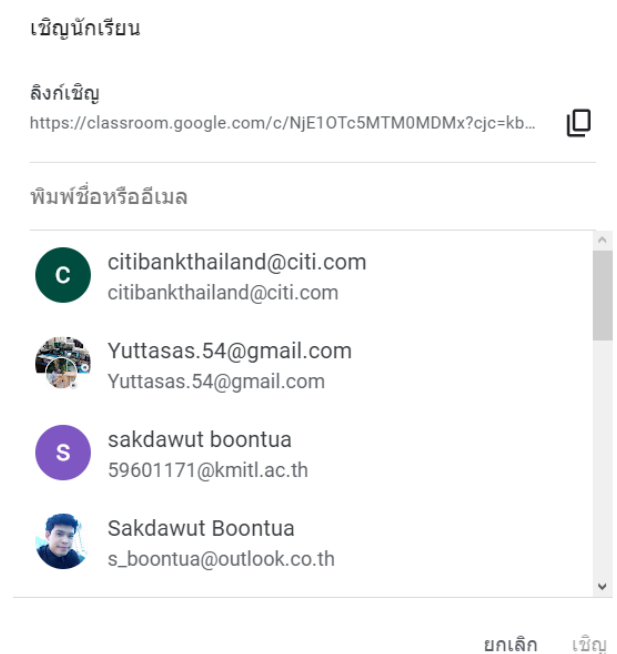 เชิญนักเรียน
ลิงก์เชิญ
https://classroom.google.com/c/NjE1OTc5MTM0MDMx?cjc=kb...
พิมพ์ชื่อหรืออีเมล
C
citibankthailand@citi.com
citibankthailand@citi.com
Yuttasas.54@gmail.com
Yuttasas.54@gmail.com
S
sakdawut boontua
59601171@kmitl.ac.th
Sakdawut Boontua
s_boontua@outlook.co.th
ยกเลิก เชิญ